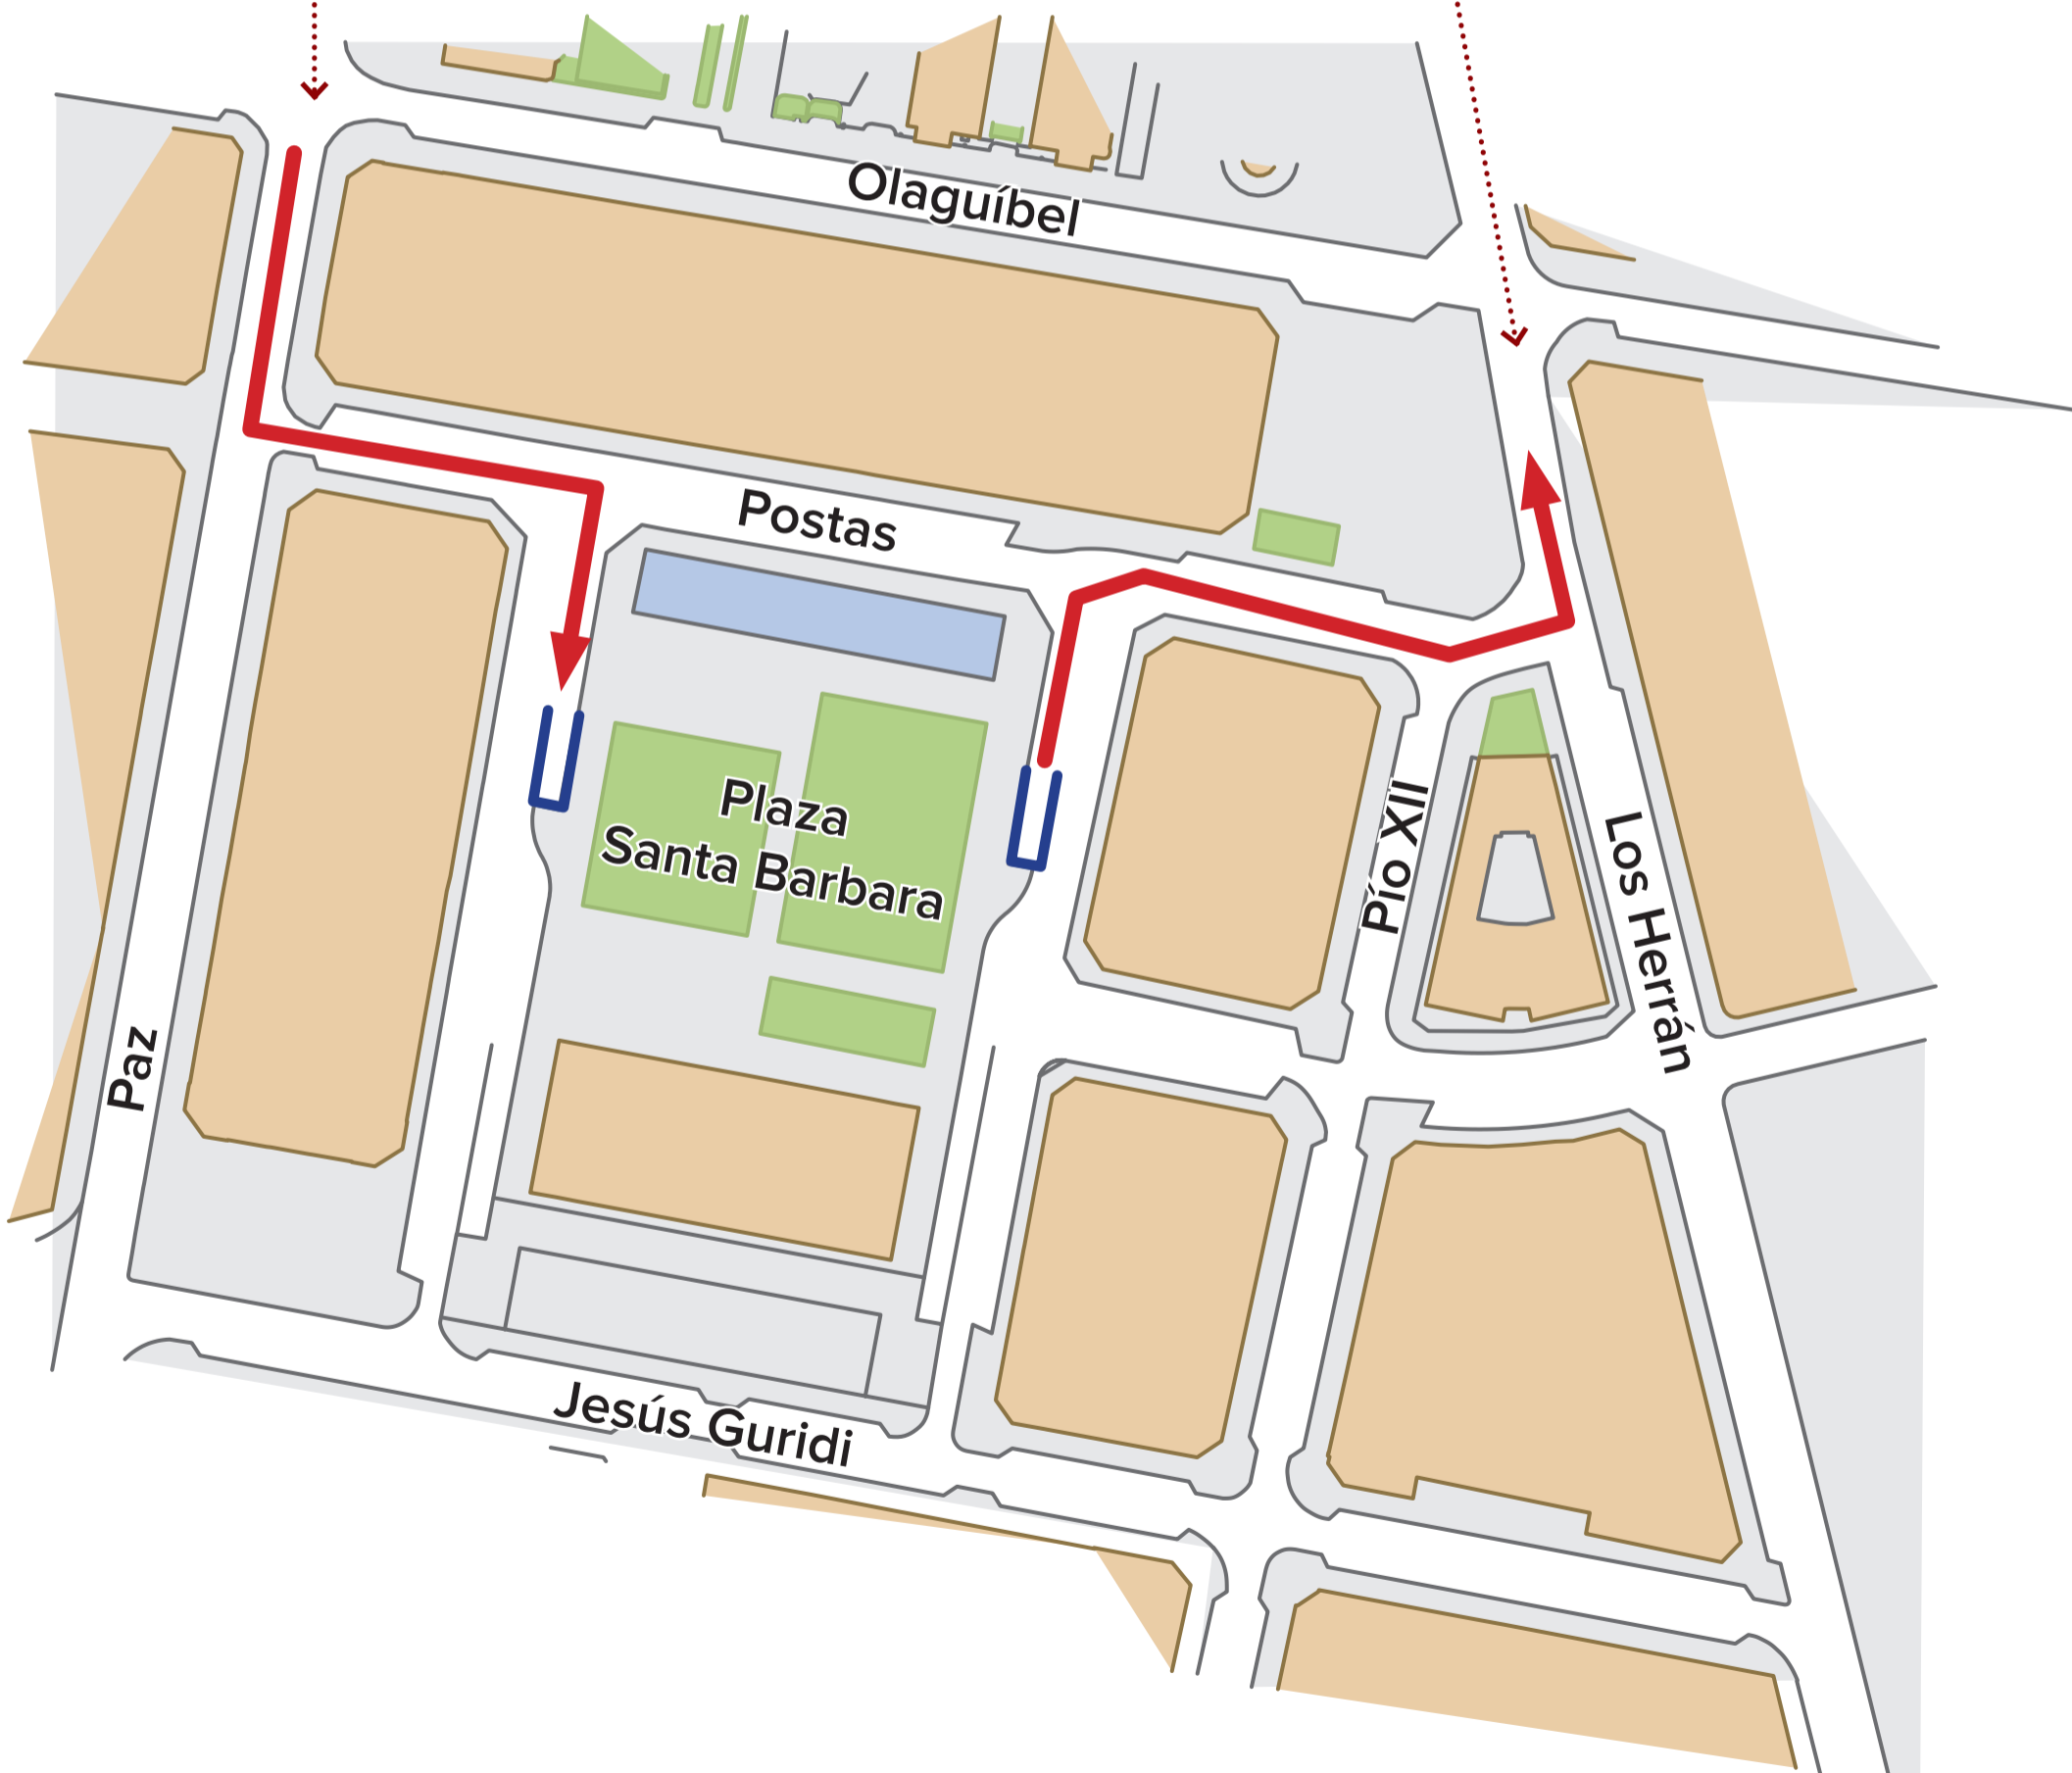 Olaguíbel
Postas
Plaza
Santa Barbara
Pío XII
Los Herrán
Paz
Jesús Guridi